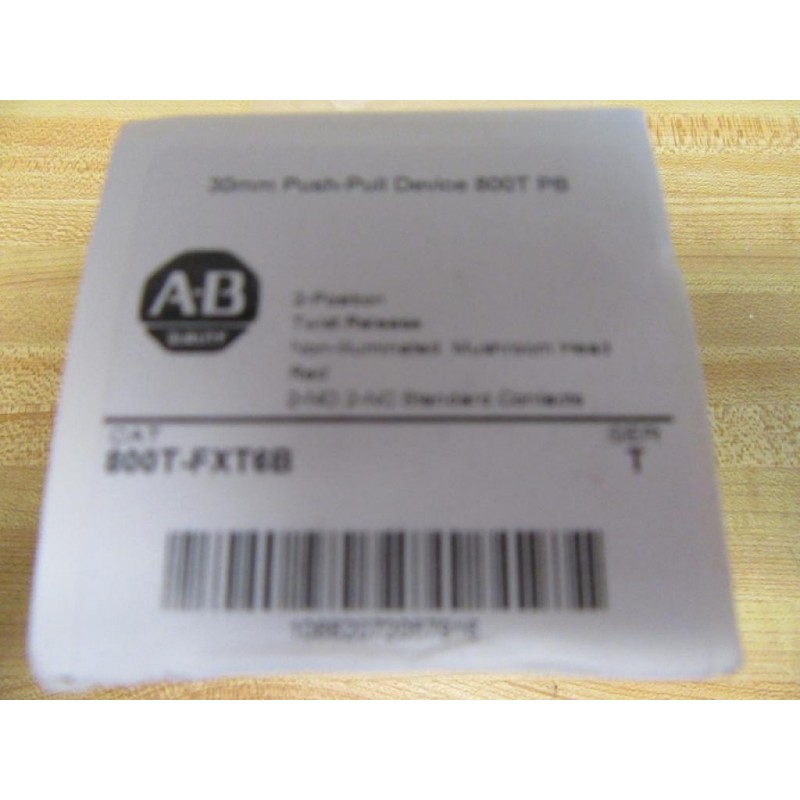 30mm Push-Pull Device 800T PB
A-B
QUALITY
2-Position
Twist Release
Non-Illuminated, Mushroom Head
Red
2-NO 2-NC Standard Contacts
CAT
SER
800T-FXT6B
T